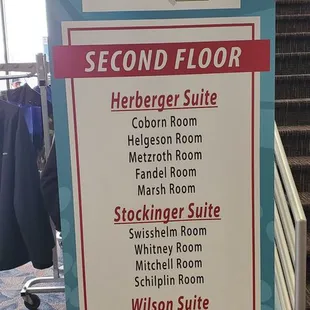 SECOND FLOOR
Herberger Suite
Coborn Room
Helgeson Room
Metzroth Room
Fandel Room
Marsh Room
Stockinger Suite
Swisshelm Room
Whitney Room
Mitchell Room
Schilplin Room
Wilson Suite